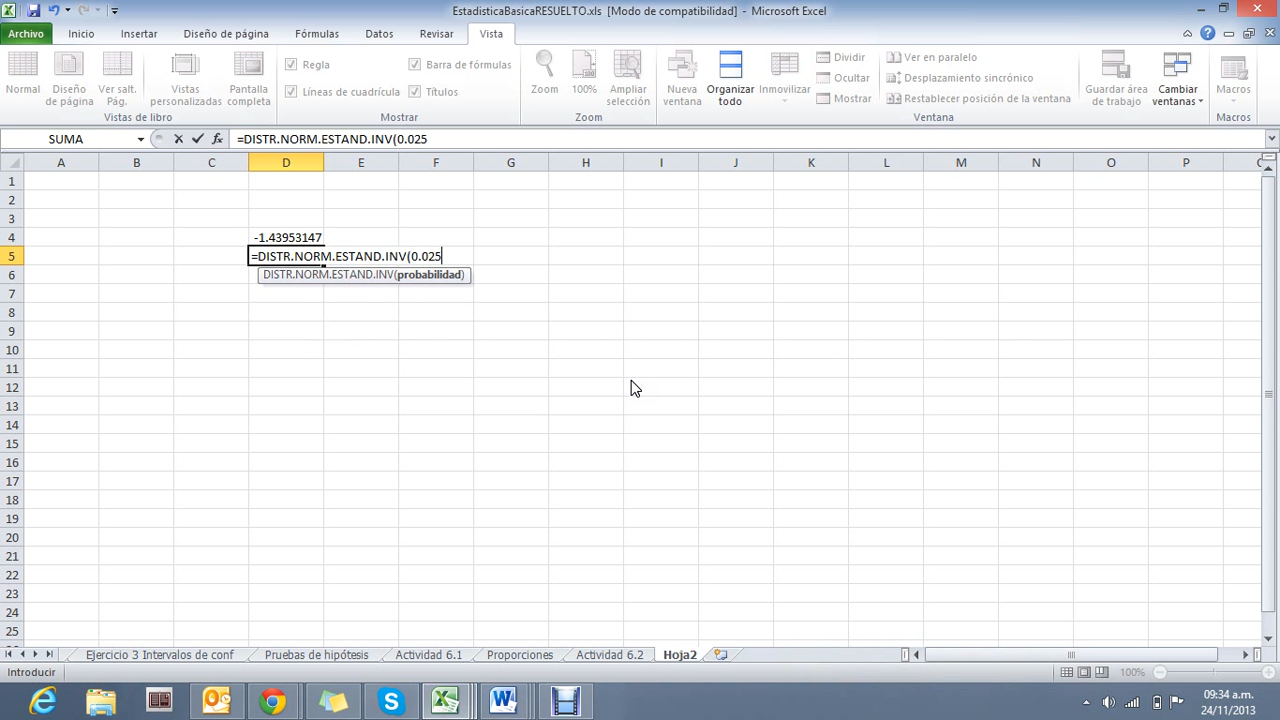 EstadisticaBasicaRESUELTO.xls [Modo de compatibilidad] - Microsoft Excel
Archivo Inicio Insertar Diseño de página Fórmulas Datos Revisar Vista
Normal
Diseño de página
Ver salt. Pág.
Vistas personalizadas
Pantalla completa
Vistas de libro
Regla
Barra de fórmulas
Líneas de cuadrícula
Títulos
Mostrar
Zoom
100%
Ampliar selección
Zoom
Nueva ventana
Organizar todo
Inmovilizar
Dividir
Ocultar
Mostrar
Ver en paralelo
Desplazamiento sincrónico
Restablecer posición de la ventana
Guardar área de trabajo
Cambiar ventanas
Ventana
Macros
Macros
SUMA fx =DISTR.NORM.ESTAND.INV(0.025
A B C D E F G H I J K L M N O P
1
2
3
4 -1.43953147
5 =DISTR.NORM.ESTAND.INV(0.025
6 DISTR.NORM.ESTAND.INV(probabilidad)
7
8
9
10
11
12
13
14
15
16
17
18
19
20
21
22
23
24
25
Ejercicio 3 Intervalos de conf Pruebas de hipótesis Actividad 6.1 Proporciones Actividad 6.2 Hoja2
Introducir 100%
09:34 a.m.
24/11/2013